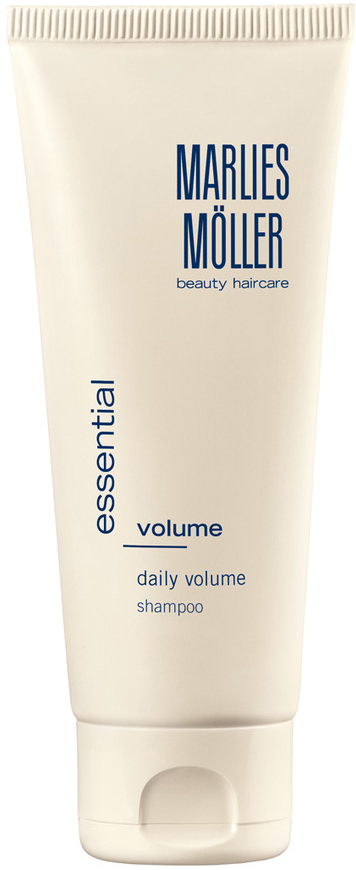 MARLIES
MÖLLER
beauty haircare
essential
volume
daily volume
shampoo